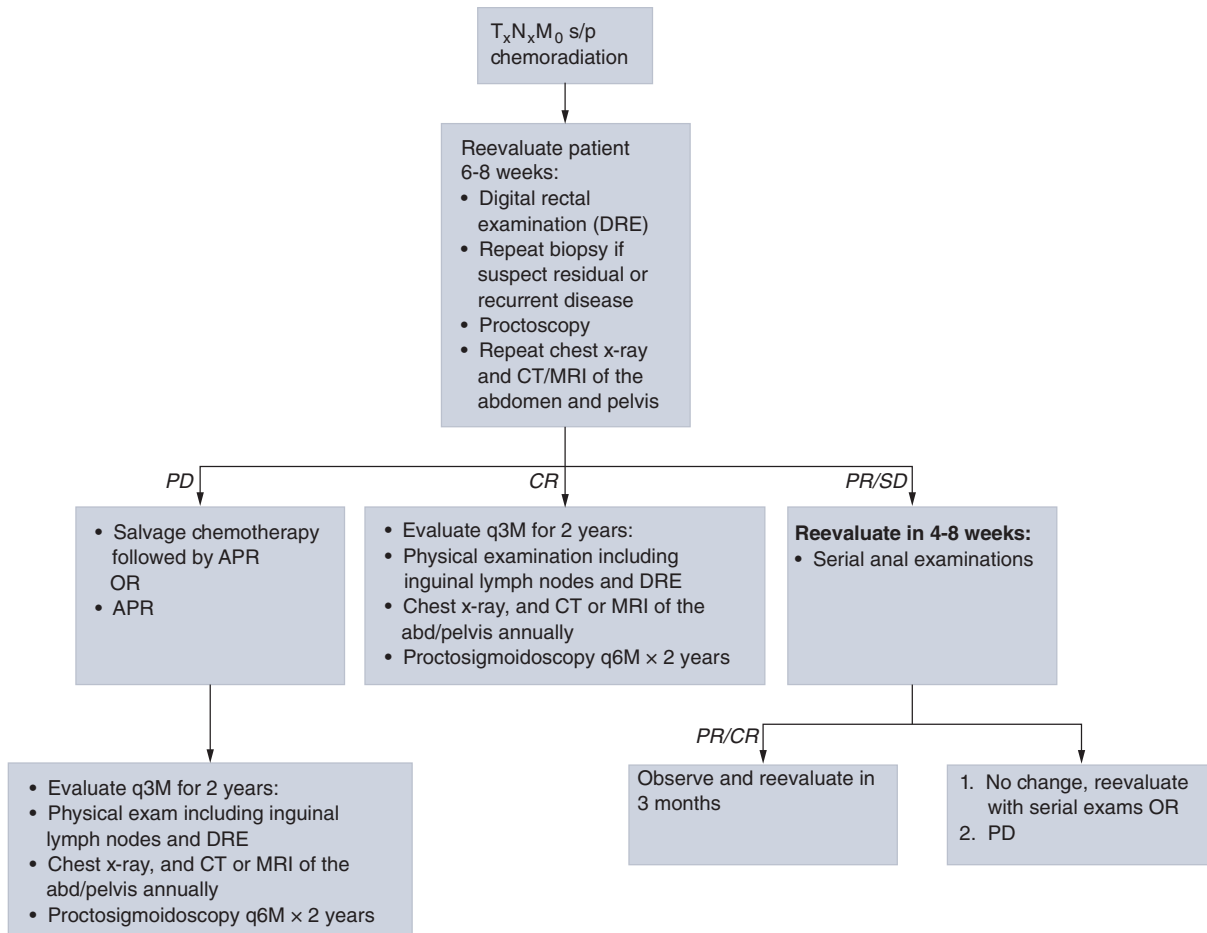 TₓNₓM₀ s/p
chemoradiation
Reevaluate patient
6-8 weeks:
• Digital rectal
examination (DRE)
• Repeat biopsy if
suspect residual or
recurrent disease
• Proctoscopy
• Repeat chest x-ray
and CT/MRI of the
abdomen and pelvis
PD
CR
PR/SD
• Salvage chemotherapy
followed by APR
OR
• APR
• Evaluate q3M for 2 years:
• Physical examination including
inguinal lymph nodes and DRE
• Chest x-ray, and CT or MRI of the
abd/pelvis annually
• Proctosigmoidoscopy q6M × 2 years
Reevaluate in 4-8 weeks:
• Serial anal examinations
PR/CR
• Evaluate q3M for 2 years:
• Physical exam including inguinal
lymph nodes and DRE
• Chest x-ray, and CT or MRI of the
abd/pelvis annually
• Proctosigmoidoscopy q6M × 2 years
Observe and reevaluate in
3 months
1. No change, reevaluate
with serial exams OR
2. PD